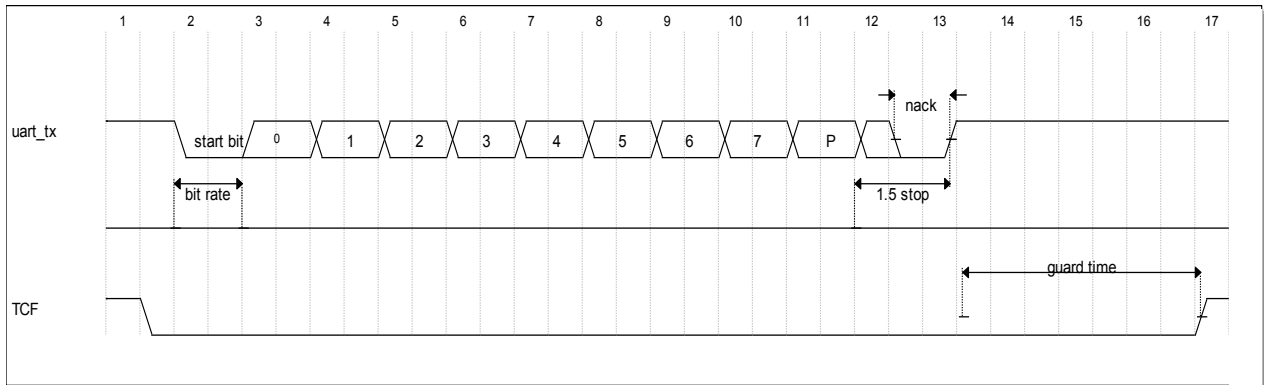 1 2 3 4 5 6 7 8 9 10 11 12 13 14 15 16 17
nack
uart_tx start bit 0 1 2 3 4 5 6 7 P
bit rate 1.5 stop
guard time
TCF